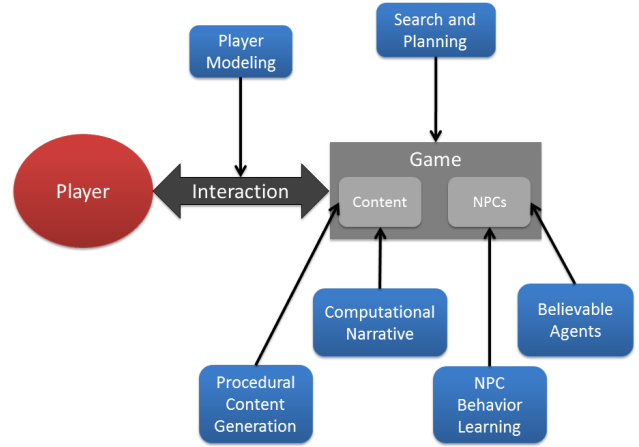 Search and
Planning
Player
Modeling
Game
Player
Interaction
Content
NPCs
Computational
Narrative
Believable
Agents
Procedural
Content
Generation
NPC
Behavior
Learning